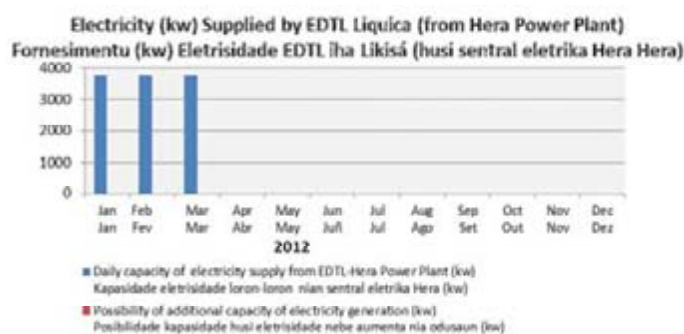 Electricity (kw) Supplied by EDTL Liquica (from Hera Power Plant)
Fornesimentu (kw) Eletrisidade EDTL iha Likisá (husi sentral eletrika Hera Hera)
4000
3000
2000
1000
0
Jan Feb Mar Apr May Jun Jul Aug Sep Oct Nov Dec
Jan Fev Mar Abr May Juñ Jul Ago Set Out Nov Dez
2012
Daily capacity of electricity supply from EDTL-Hera Power Plant (kw)
Kapasidade eletrisidade loron-loron nian sentral eletrika Hera (kw)
Possibility of additional capacity of electricity generation (kw)
Posibilidade kapasidade husi eletrisidade nebe aumenta nia odusaun (kw)